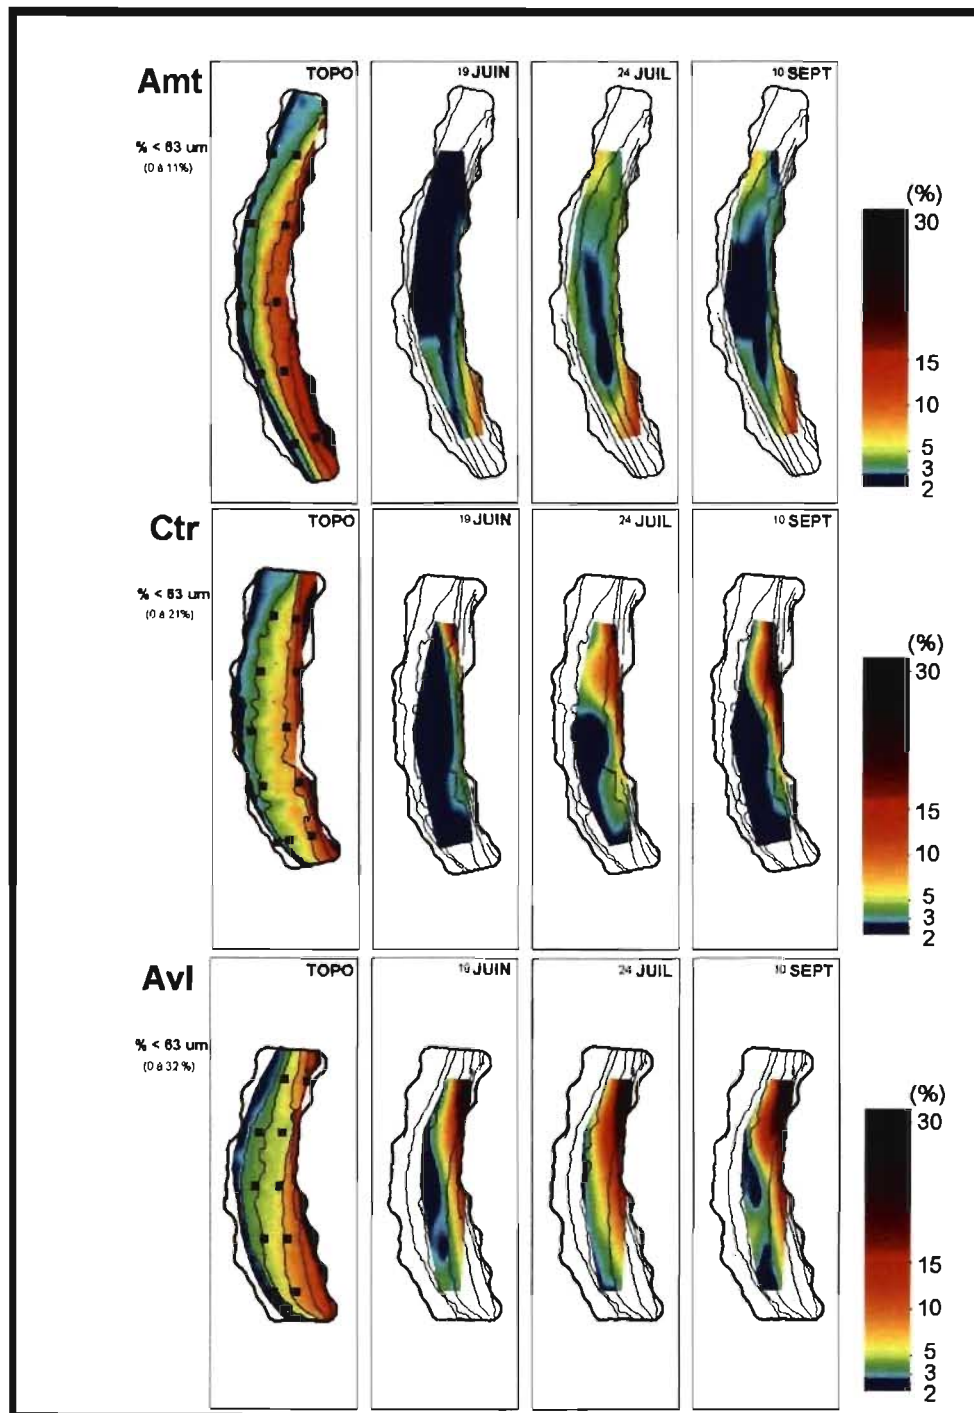 Amt
TOPO
19 JUIN
24 JUIL
10 SEPT
% < 63 um
(0 à 11%)
(%)
30
15
10
5
3
2
Ctr
TOPO
19 JUIN
24 JUIL
10 SEPT
% < 63 um
(0 à 21%)
(%)
30
15
10
5
3
2
Avl
TOPO
19 JUIN
24 JUIL
10 SEPT
% < 63 um
(0 à 32%)
(%)
30
15
10
5
3
2